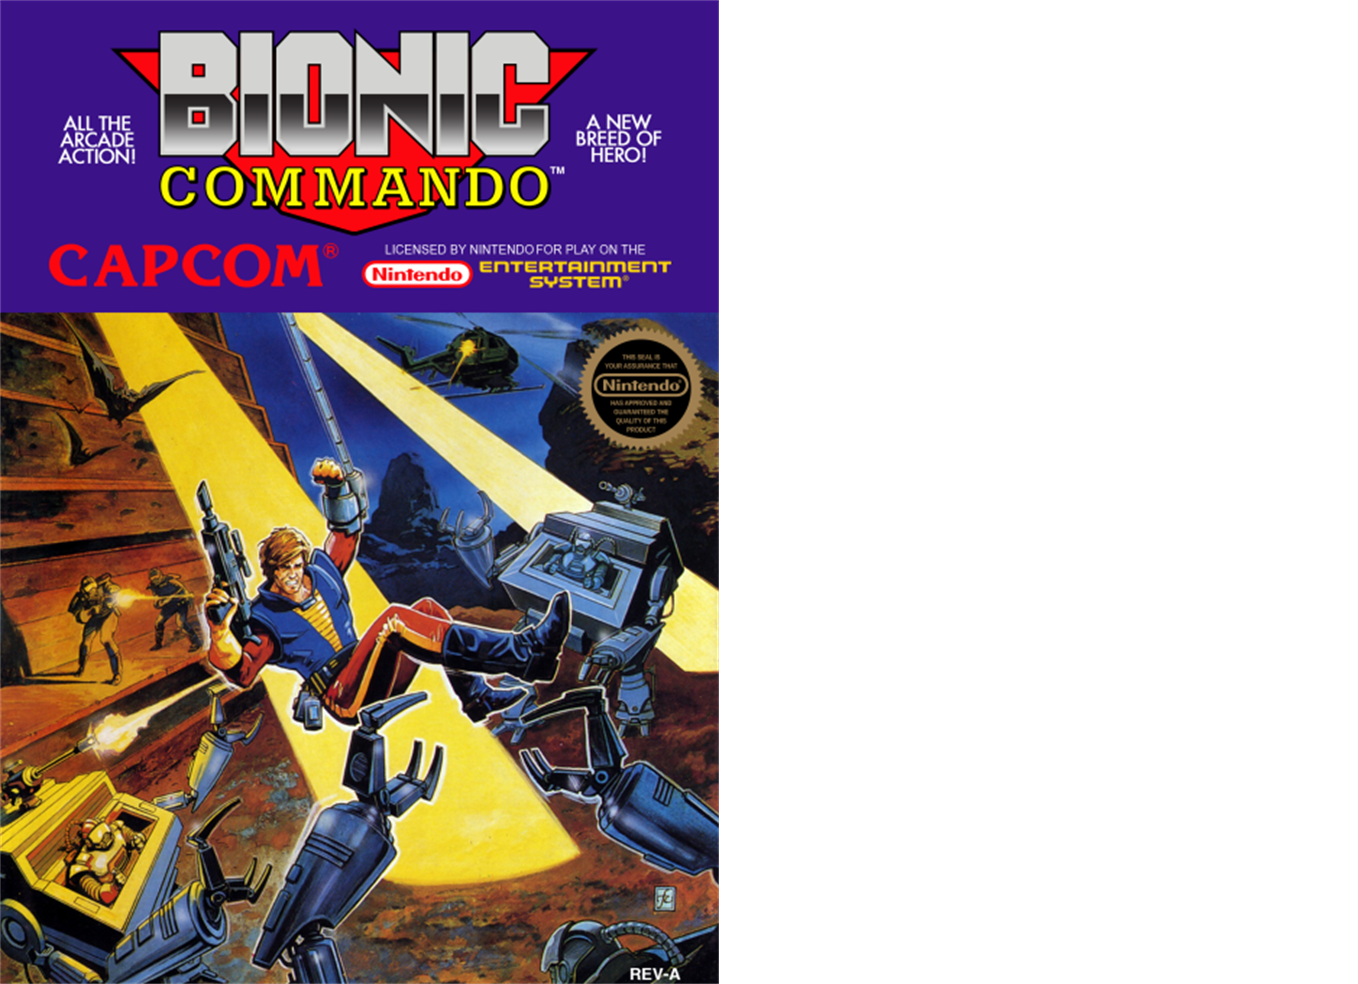 BIONIC
COMMANDO™
ALL THE
ARCADE
ACTION!
A NEW
BREED OF
HERO!
CAPCOM®
LICENSED BY NINTENDO FOR PLAY ON THE
Nintendo ENTERTAINMENT
SYSTEM®
THIS SEAL IS
YOUR ASSURANCE THAT
Nintendo®
HAS APPROVED AND
GUARANTEED THE
QUALITY OF THIS
PRODUCT
REV-A